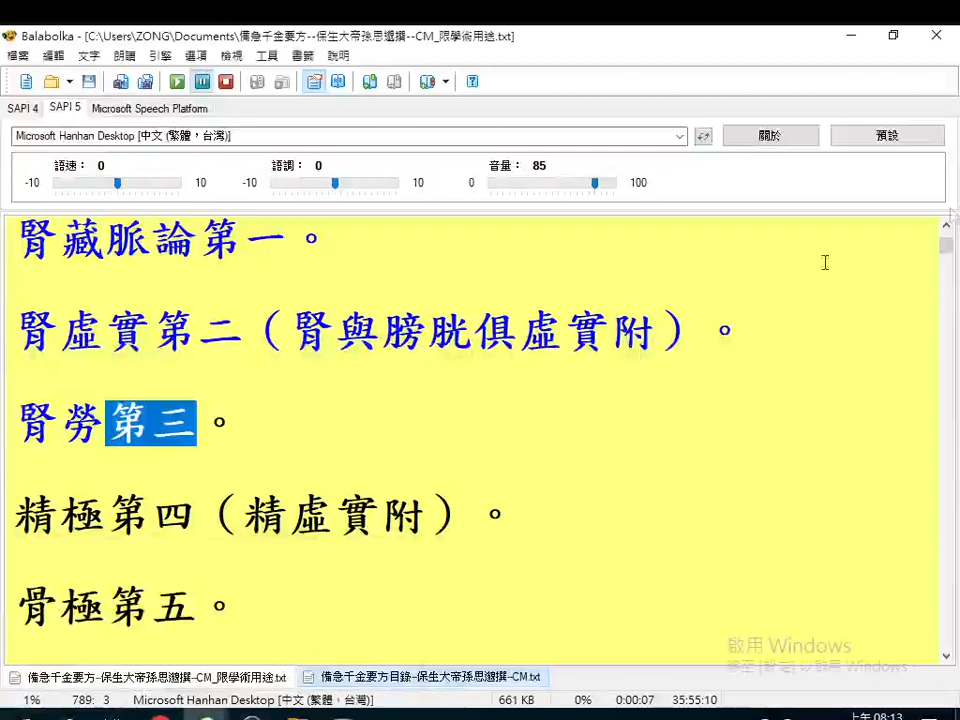 Balabolka - [C:\Users\ZONG\Documents\備急千金要方--保生大帝孫思邈撰--CM_限學術用途.txt]
檔案 編輯 文字 朗讀 引擎 選項 檢視 工具 書籤 說明
SAPI 4 SAPI 5 Microsoft Speech Platform
Microsoft Hanhan Desktop [中文 (繁體，台灣)] 關於 預設
語速： 0 語調： 0 音量： 85
-10 10 -10 10 0 100
腎藏脈論第一。
腎虛實第二（腎與膀胱俱虛實附）。
腎勞第三。
精極第四（精虛實附）。
骨極第五。
啟用 Windows
以啟用 Windows。
備急千金要方--保生大帝孫思邈撰--CM_限學術用途.txt 備急千金要方目錄--保生大帝孫思邈撰--CM.txt
1% 789: 3 Microsoft Hanhan Desktop [中文 (繁體，台灣)] 661 KB 0% 0:00:07 35:55:10
上午 08:13